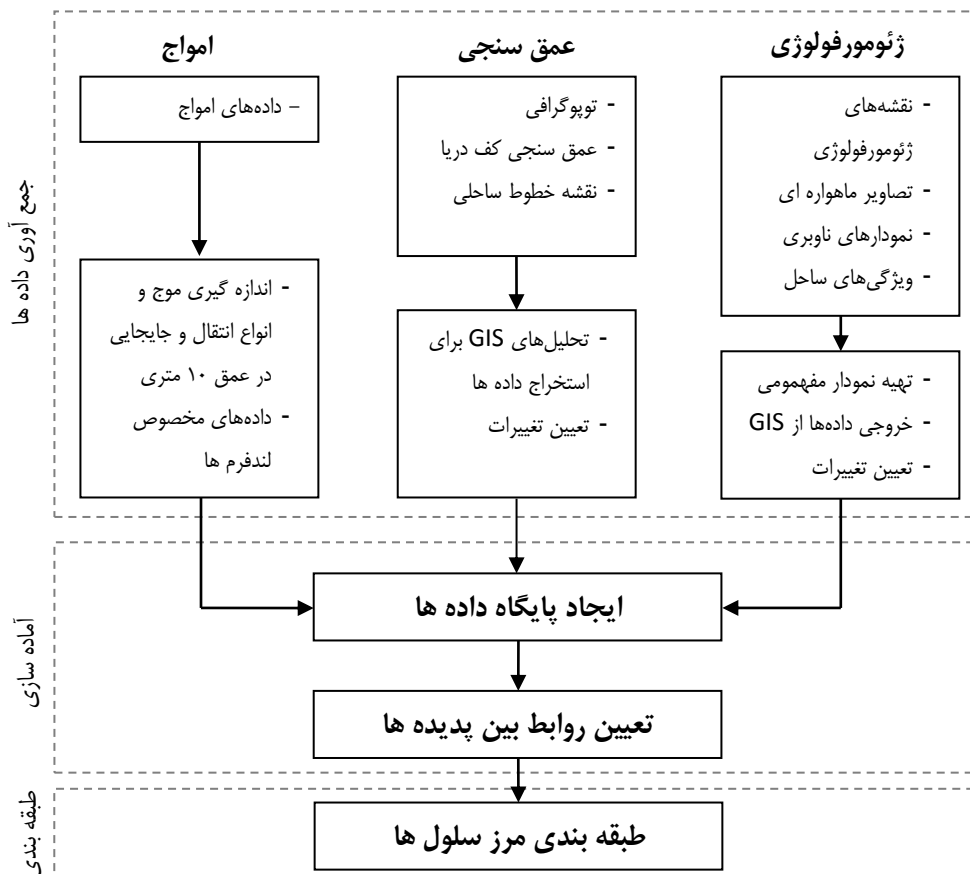 ژئومورفولوژی
- نقشه‌های
ژئومورفولوژی
- تصاویر ماهواره ای
- نمودارهای ناوبری
- ویژگی‌های ساحل
- تهیه نمودار مفهمومی
- خروجی داده‌ها از GIS
- تعیین تغییرات
عمق سنجی
- توپوگرافی
- عمق سنجی کف دریا
- نقشه خطوط ساحلی
- تحلیل‌های GIS برای
استخراج داده ها
- تعیین تغییرات
امواج
– داده‌های امواج
- اندازه گیری موج و
انواع انتقال و جایجایی
در عمق ۱۰ متری
- داده‌های مخصوص
لندفرم ها
جمع آوری داده ها
ایجاد پایگاه داده ها
تعیین روابط بین پدیده ها
آماده سازی
طبقه بندی مرز سلول ها
طبقه بندی